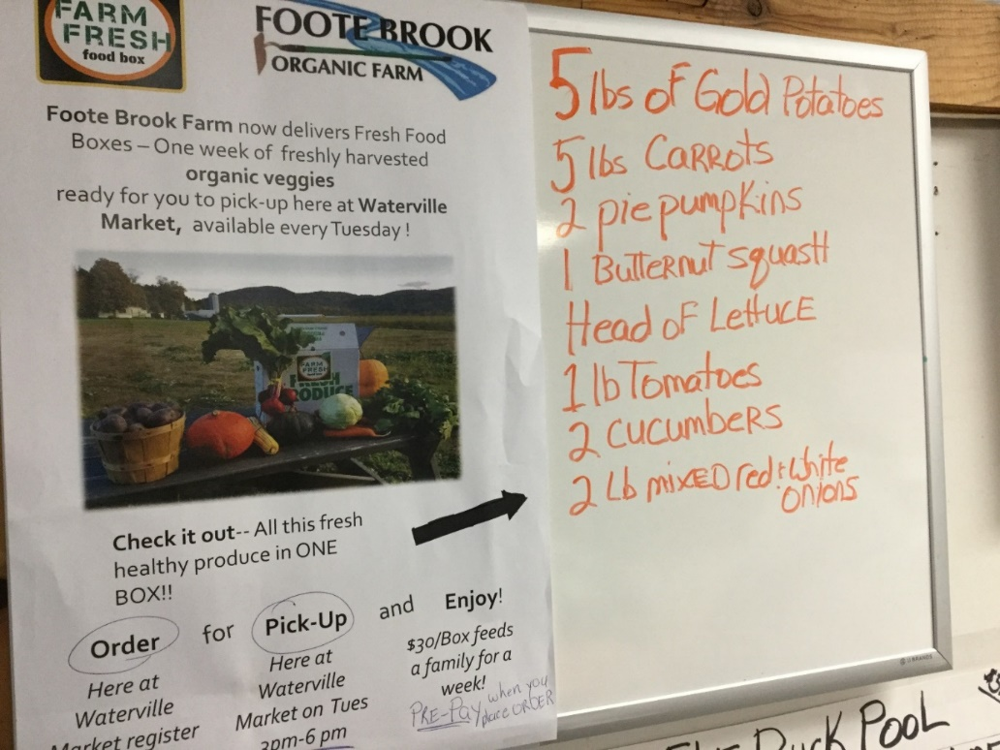 FARM
FRESH
food box
FOOTE BROOK
ORGANIC FARM
Foote Brook Farm now delivers Fresh Food
Boxes – One week of freshly harvested
organic veggies
ready for you to pick-up here at Waterville
Market, available every Tuesday !
FARM
FRESH
FRESH
PRODUCE
Check it out-- All this fresh
healthy produce in ONE
BOX!!
Order for Pick-Up and Enjoy!
Here at
Waterville
Market register
Here at
Waterville
Market on Tues
3pm-6 pm
$30/Box feeds
a family for a
week!
PRE-PAY when you
place ORDER
5 lbs of Gold Potatoes
5 lbs CARROTS
2 pie pumpkins
1 Butternut squash
Head of Lettuce
1 lb Tomatoes
2 cucumbers
2 Lb mixed red & white
onions
BRANDS
Duck Pool